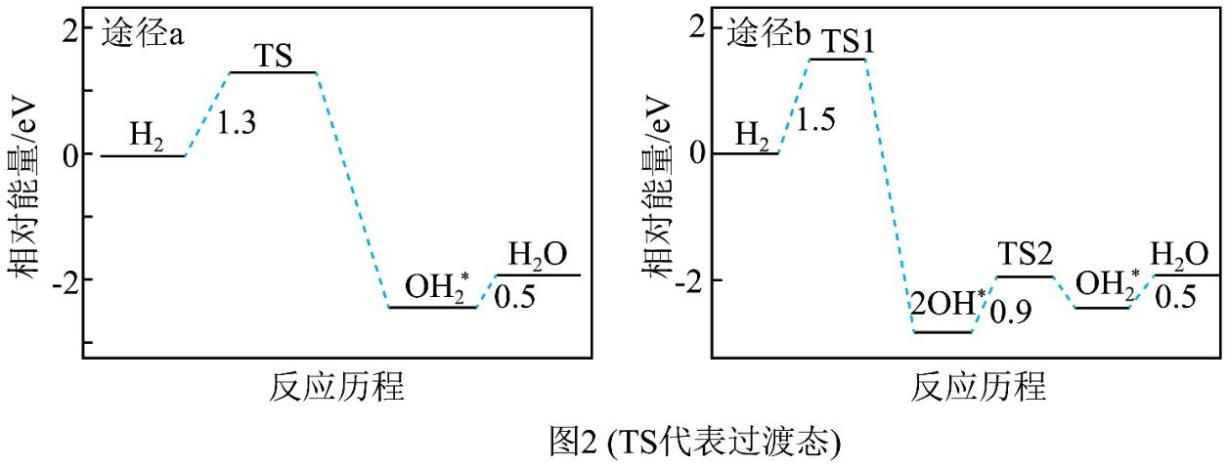 途径a
相对能量/eV
2
0
-2
H₂
1.3
TS
OH₂*
0.5
H₂O
反应历程
途径b
相对能量/eV
2
0
-2
H₂
1.5
TS1
2OH*
0.9
TS2
OH₂*
0.5
H₂O
反应历程
图2 (TS代表过渡态)